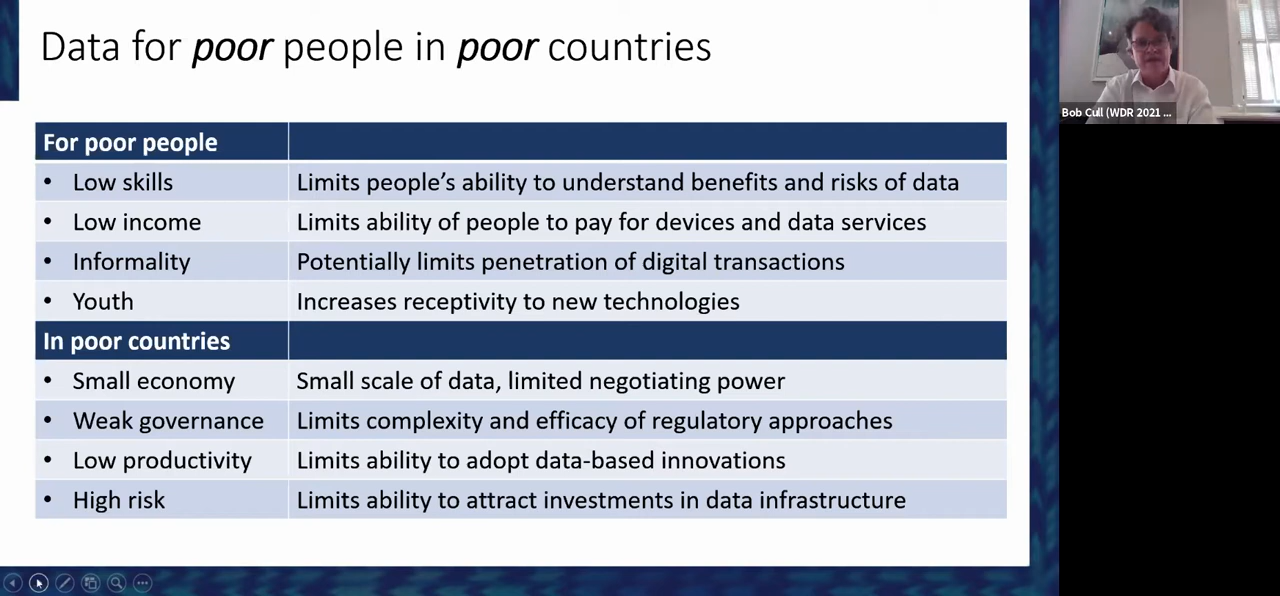 Data for poor people in poor countries
For poor people
• Low skills Limits people's ability to understand benefits and risks of data
• Low income Limits ability of people to pay for devices and data services
• Informality Potentially limits penetration of digital transactions
• Youth Increases receptivity to new technologies
In poor countries
• Small economy Small scale of data, limited negotiating power
• Weak governance Limits complexity and efficacy of regulatory approaches
• Low productivity Limits ability to adopt data-based innovations
• High risk Limits ability to attract investments in data infrastructure
Bob Cull (WDR 2021 ...